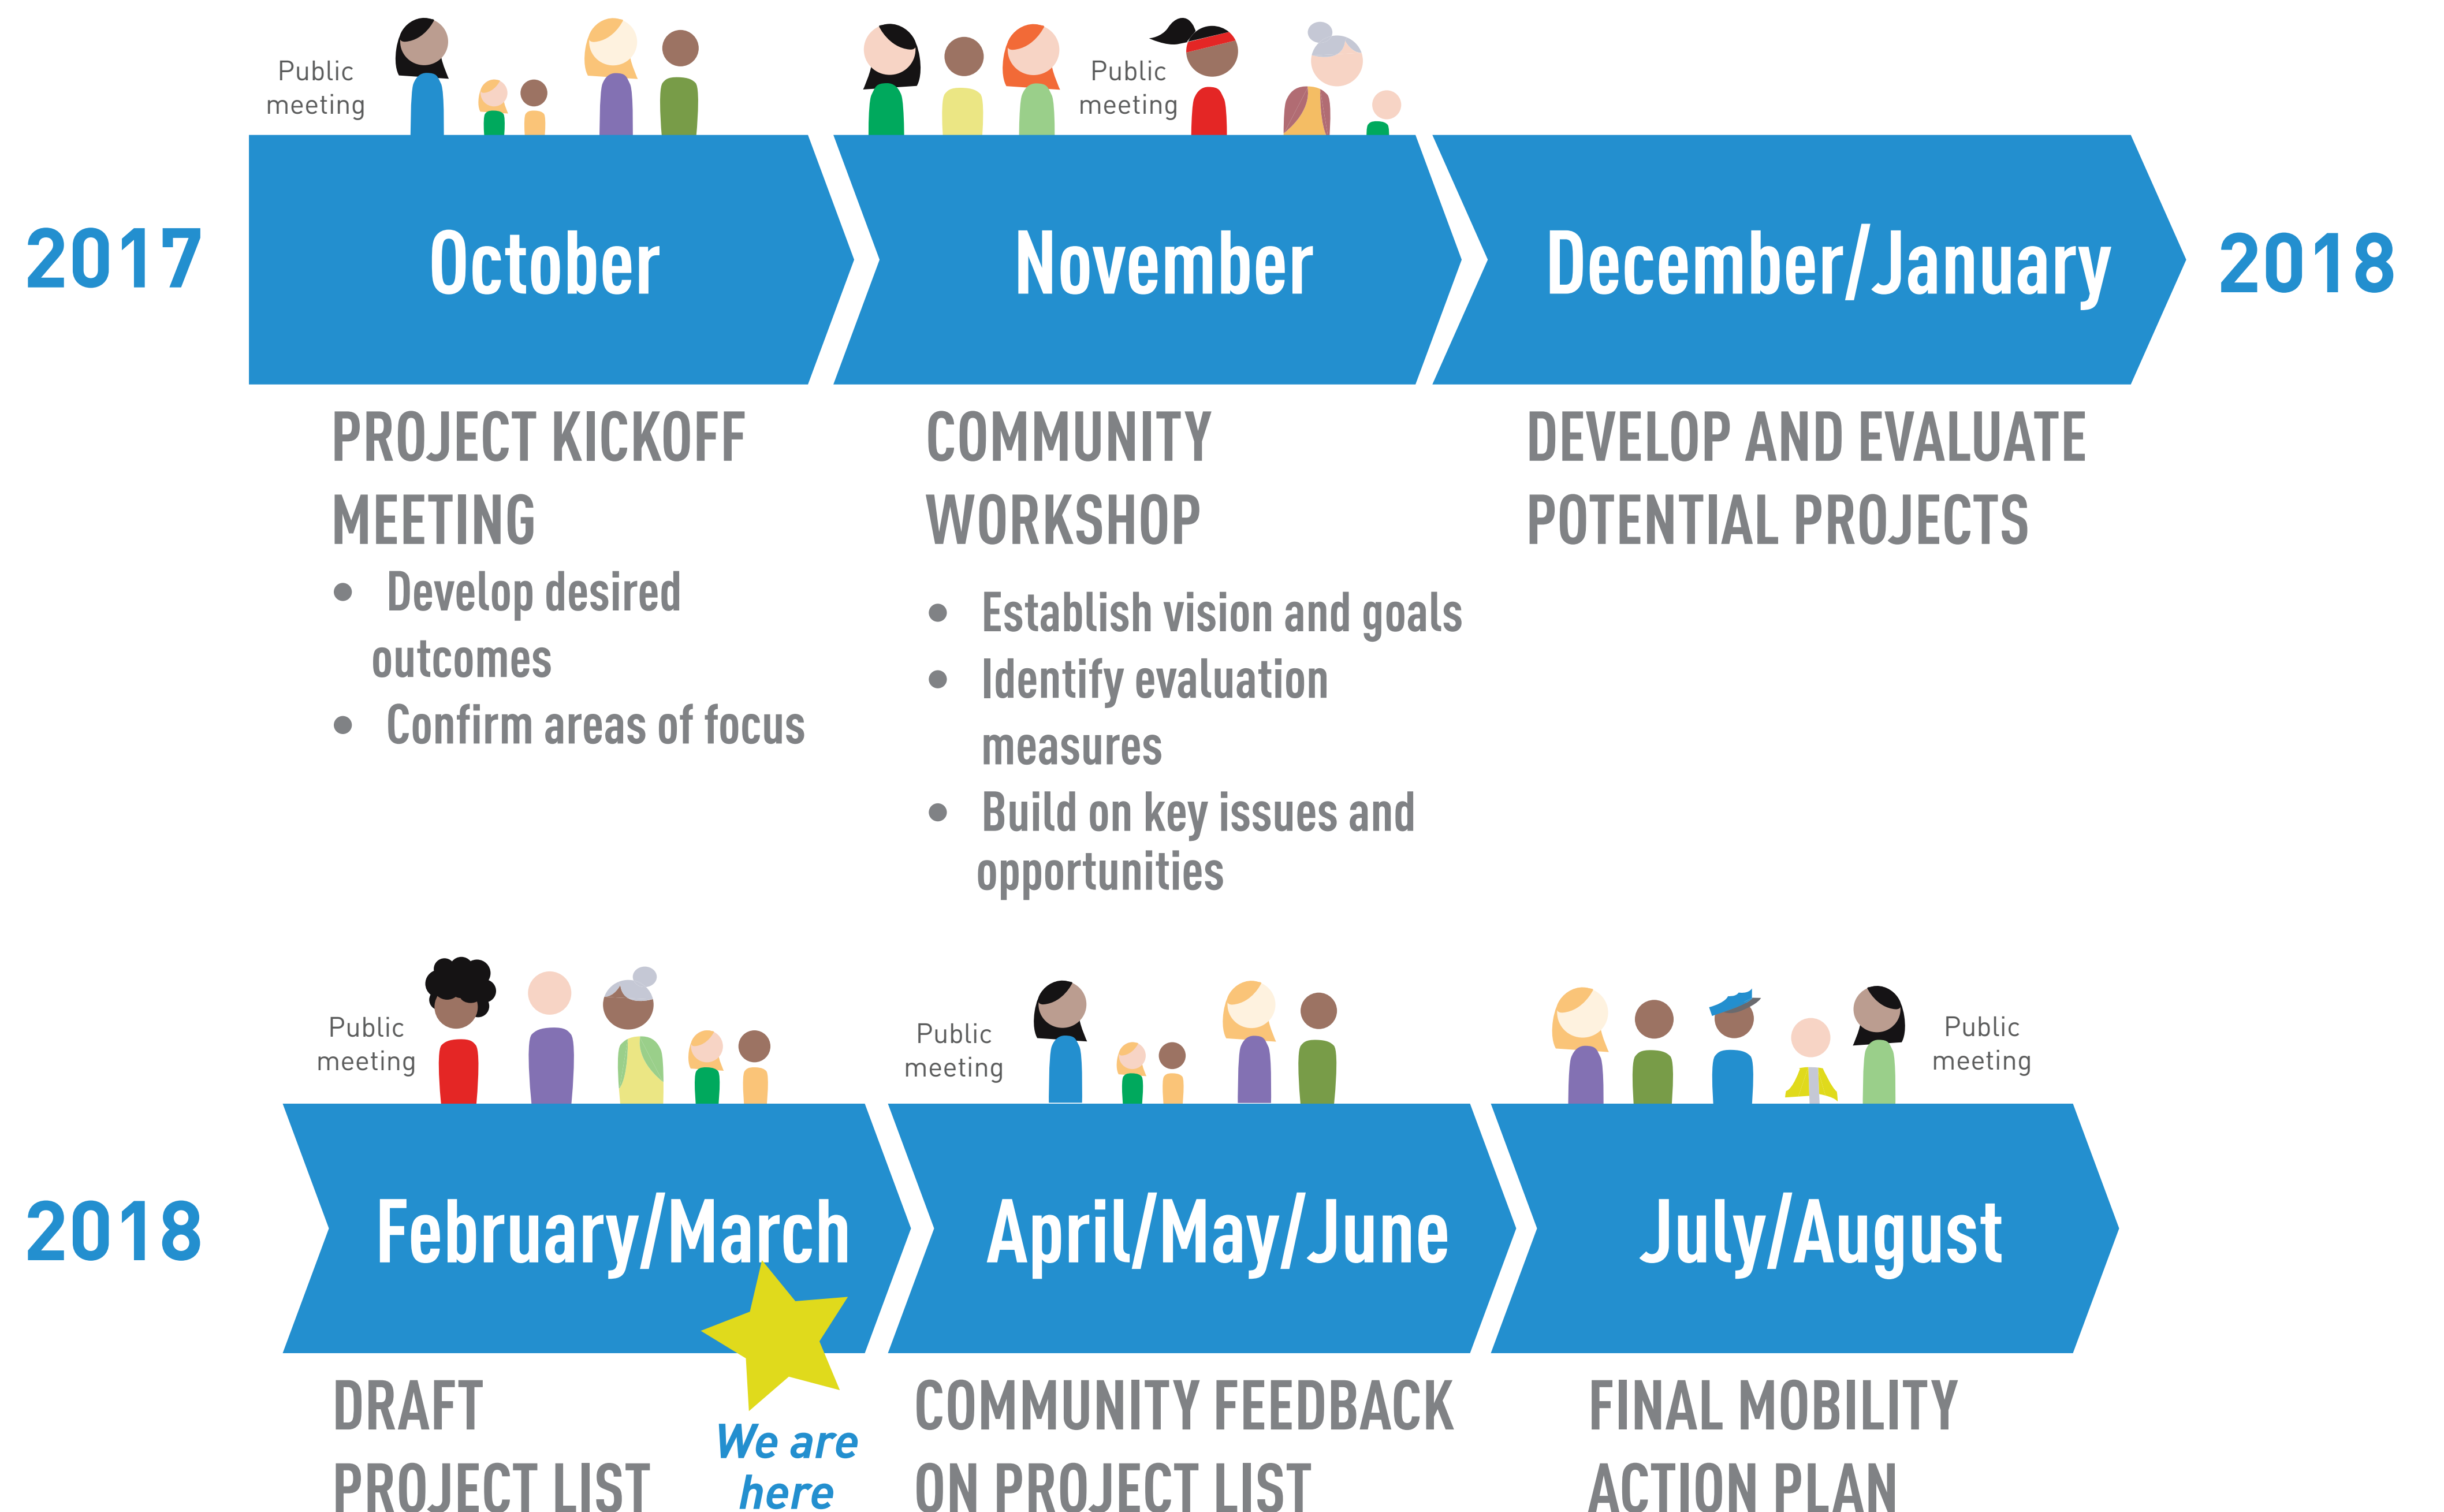 Public
meeting
Public
meeting
2017
October
November
December/January
2018
PROJECT KICKOFF
MEETING
• Develop desired
outcomes
• Confirm areas of focus
COMMUNITY
WORKSHOP
• Establish vision and goals
• Identify evaluation
measures
• Build on key issues and
opportunities
DEVELOP AND EVALUATE
POTENTIAL PROJECTS
Public
meeting
Public
meeting
Public
meeting
2018
February/March
April/May/June
July/August
DRAFT
PROJECT LIST
We are
here
COMMUNITY FEEDBACK
ON PROJECT LIST
FINAL MOBILITY
ACTION PLAN